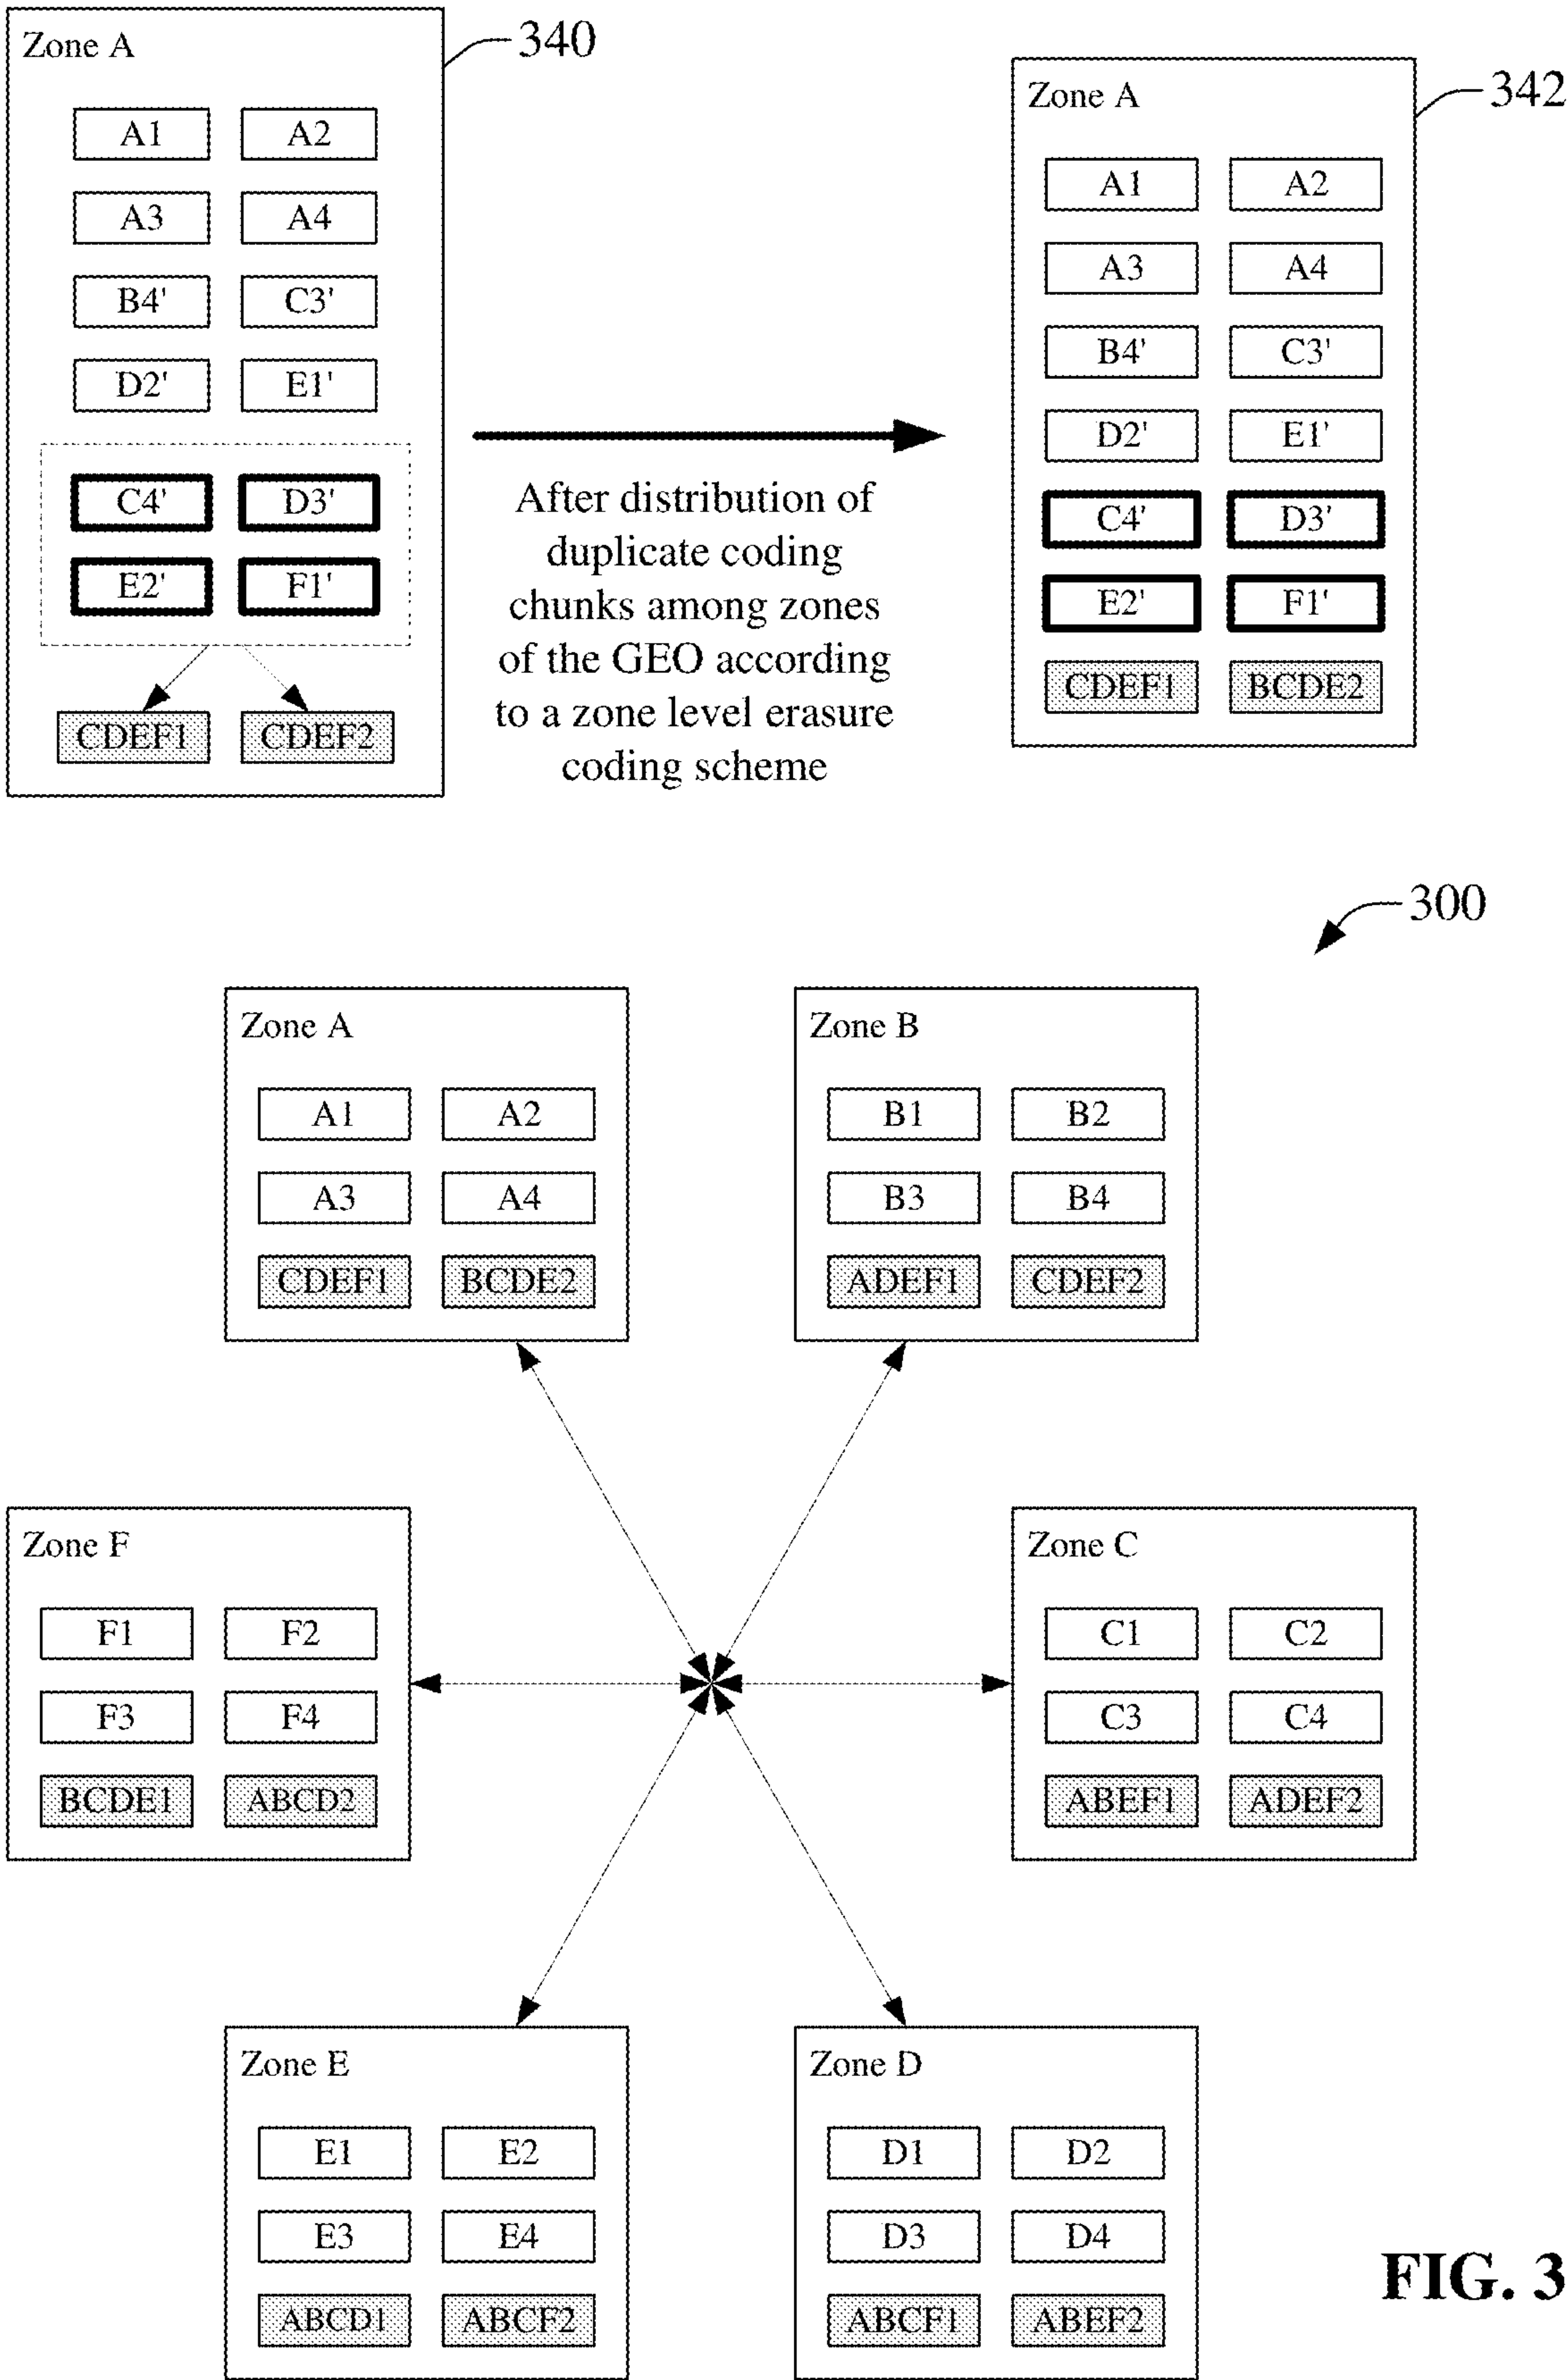 Zone A
340
A1 A2
A3 A4
B4' C3'
D2' E1'
C4' D3'
E2' F1'
CDEF1 CDEF2
After distribution of
duplicate coding
chunks among zones
of the GEO according
to a zone level erasure
coding scheme
Zone A
342
A1 A2
A3 A4
B4' C3'
D2' E1'
C4' D3'
E2' F1'
CDEF1 BCDE2
300
Zone A
A1 A2
A3 A4
CDEF1 BCDE2
Zone B
B1 B2
B3 B4
ADEF1 CDEF2
Zone F
F1 F2
F3 F4
BCDE1 ABCD2
Zone C
C1 C2
C3 C4
ABEF1 ADEF2
Zone E
E1 E2
E3 E4
ABCD1 ABCF2
Zone D
D1 D2
D3 D4
ABCF1 ABEF2
FIG. 3